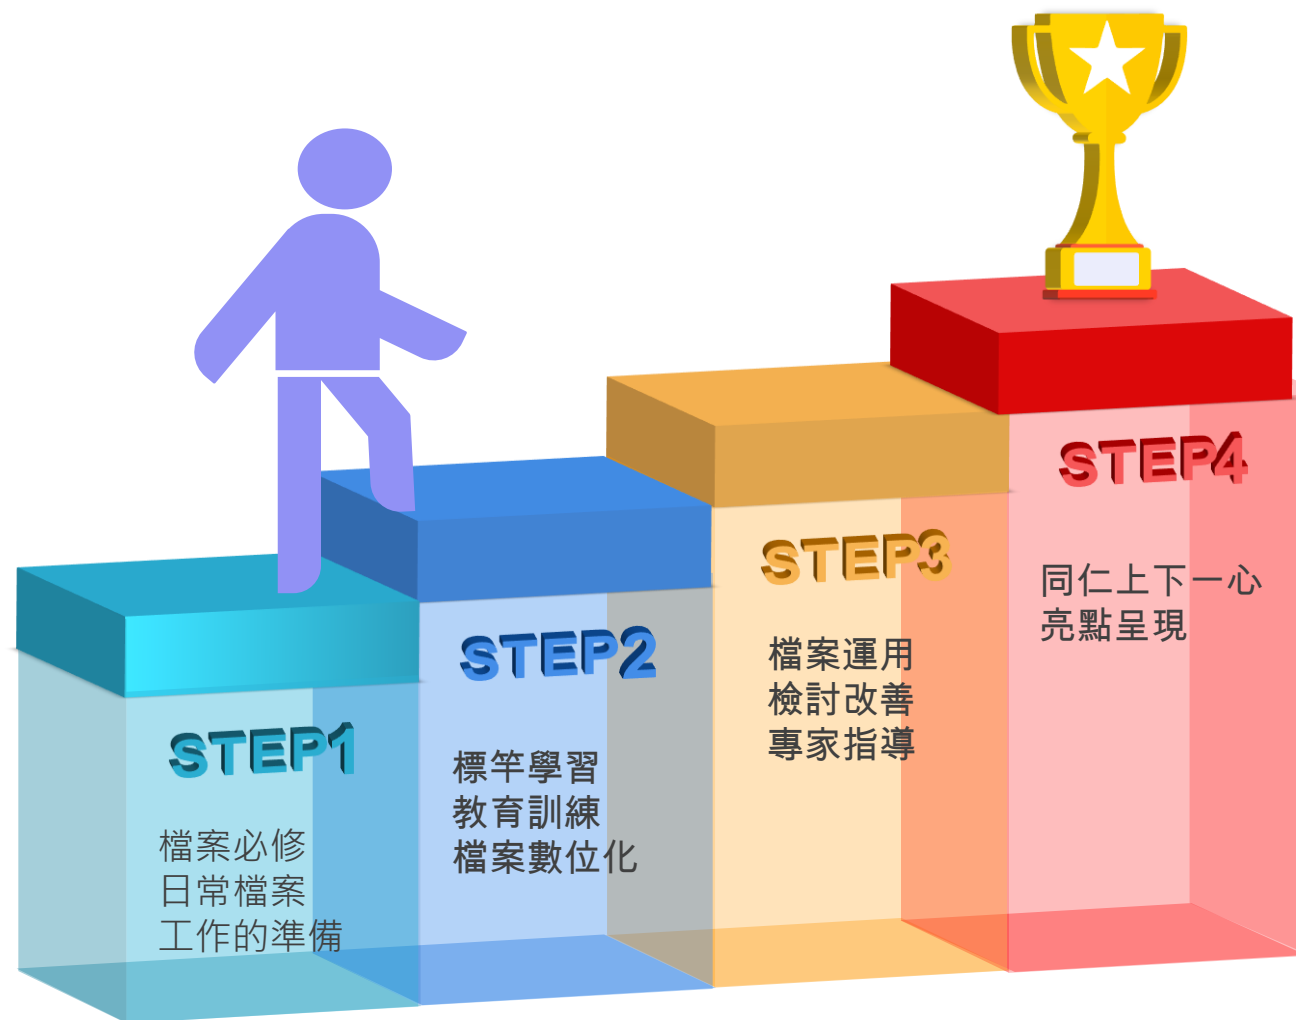 STEP1
檔案必修
日常檔案
工作的準備
STEP2
標竿學習
教育訓練
檔案數位化
STEP3
檔案運用
檢討改善
專家指導
STEP4
同仁上下一心
亮點呈現